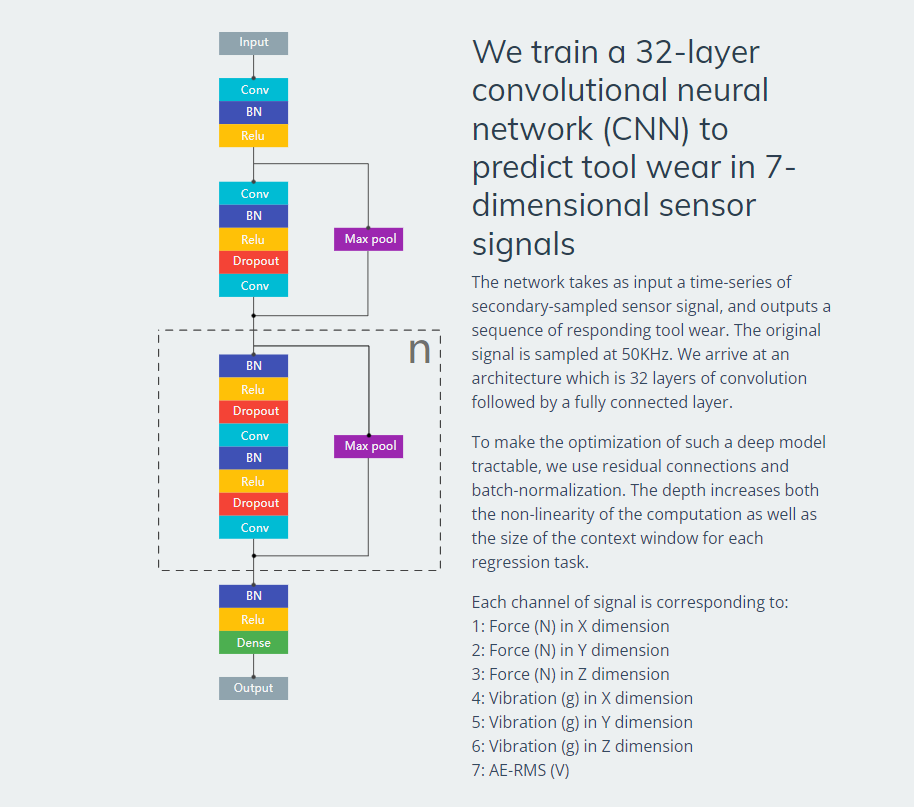 Input
Conv
BN
Relu
Conv
BN
Relu
Dropout
Conv
Max pool
n
BN
Relu
Dropout
Conv
BN
Relu
Dropout
Conv
Max pool
BN
Relu
Dense
Output
We train a 32-layer
convolutional neural
network (CNN) to
predict tool wear in 7-
dimensional sensor
signals
The network takes as input a time-series of
secondary-sampled sensor signal, and outputs a
sequence of responding tool wear. The original
signal is sampled at 50KHz. We arrive at an
architecture which is 32 layers of convolution
followed by a fully connected layer.
To make the optimization of such a deep model
tractable, we use residual connections and
batch-normalization. The depth increases both
the non-linearity of the computation as well as
the size of the context window for each
regression task.
Each channel of signal is corresponding to:
1: Force (N) in X dimension
2: Force (N) in Y dimension
3: Force (N) in Z dimension
4: Vibration (g) in X dimension
5: Vibration (g) in Y dimension
6: Vibration (g) in Z dimension
7: AE-RMS (V)